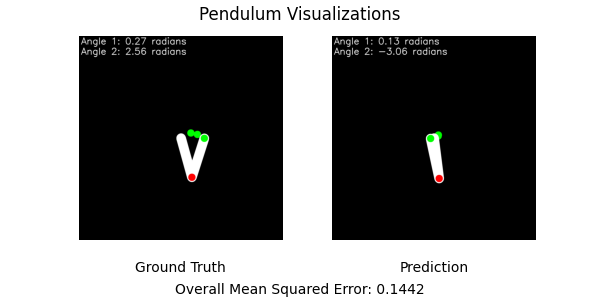 Pendulum Visualizations
Angle 1: 0.27 radians
Angle 2: 2.56 radians
Angle 1: 0.13 radians
Angle 2: −3.06 radians
Ground Truth
Prediction
Overall Mean Squared Error: 0.1442